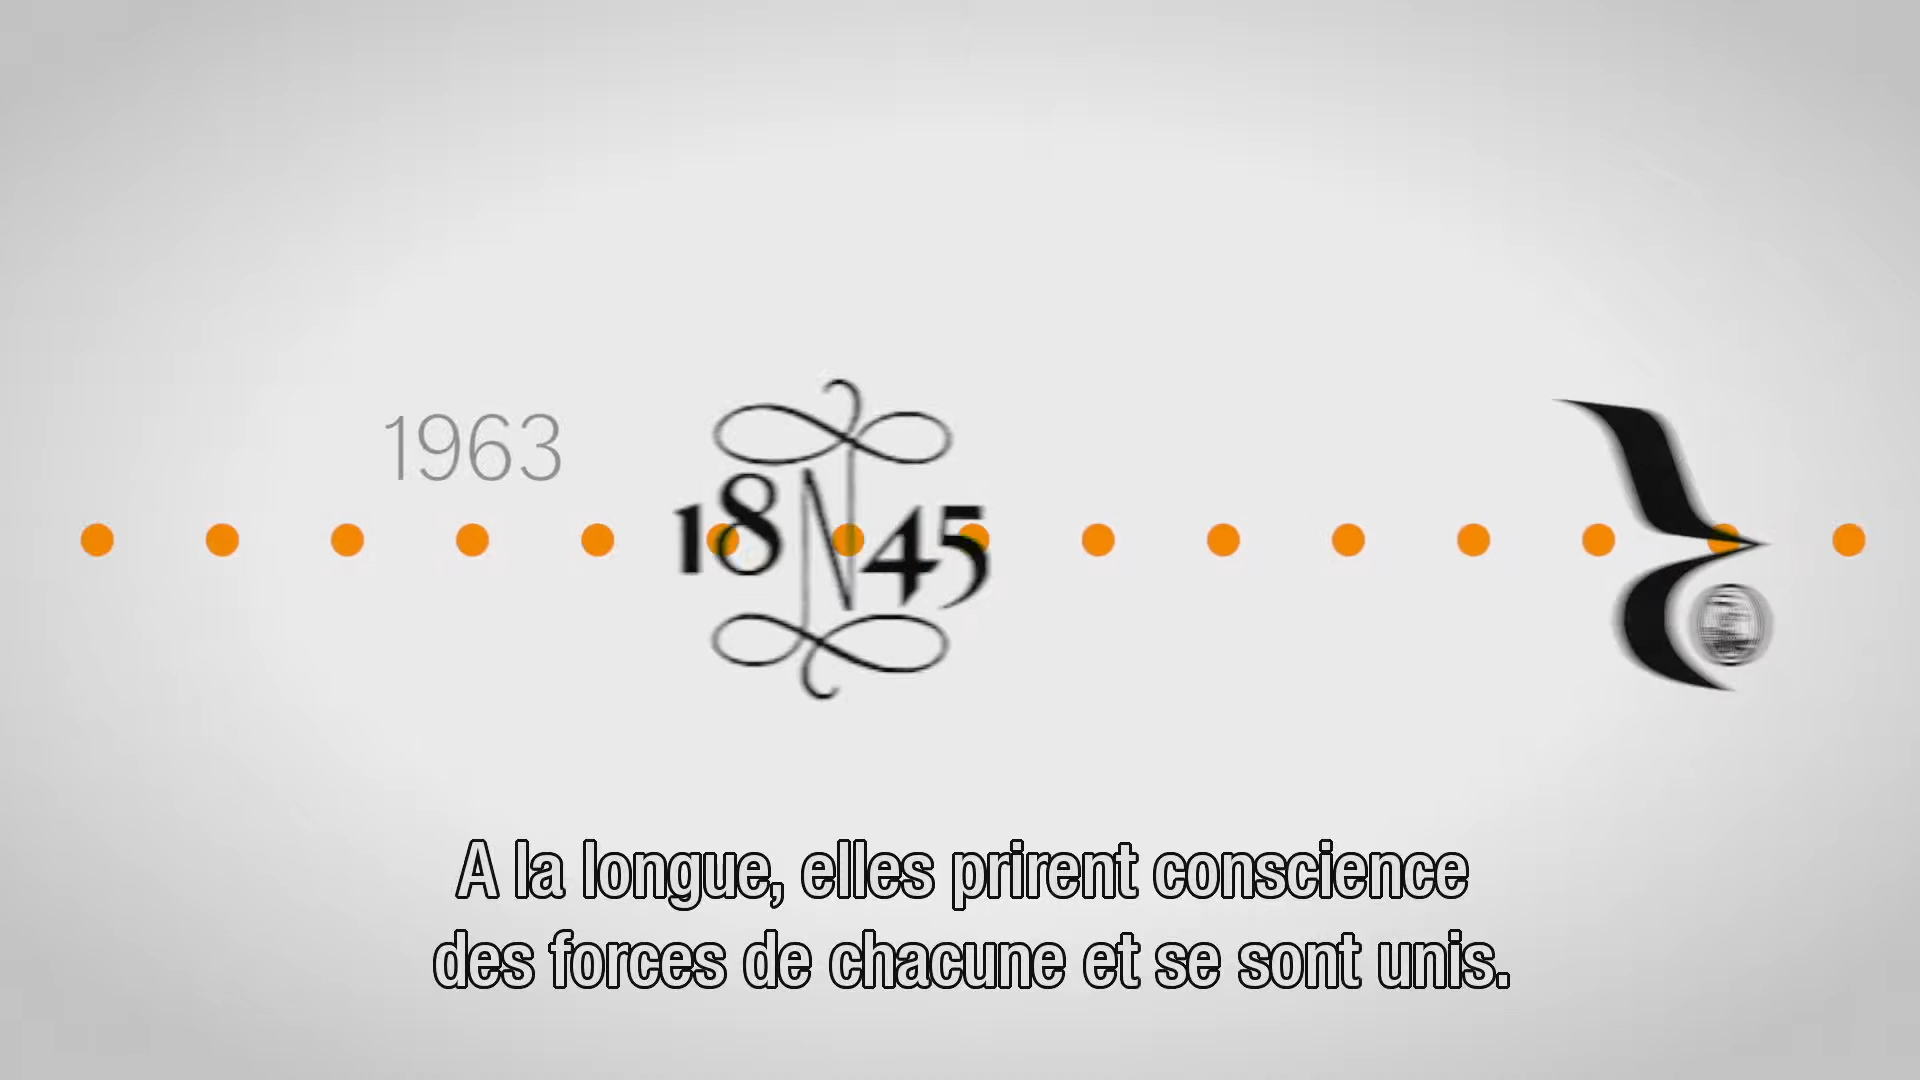 1963
18 N 45
A la longue, elles prirent conscience
des forces de chacune et se sont unis.